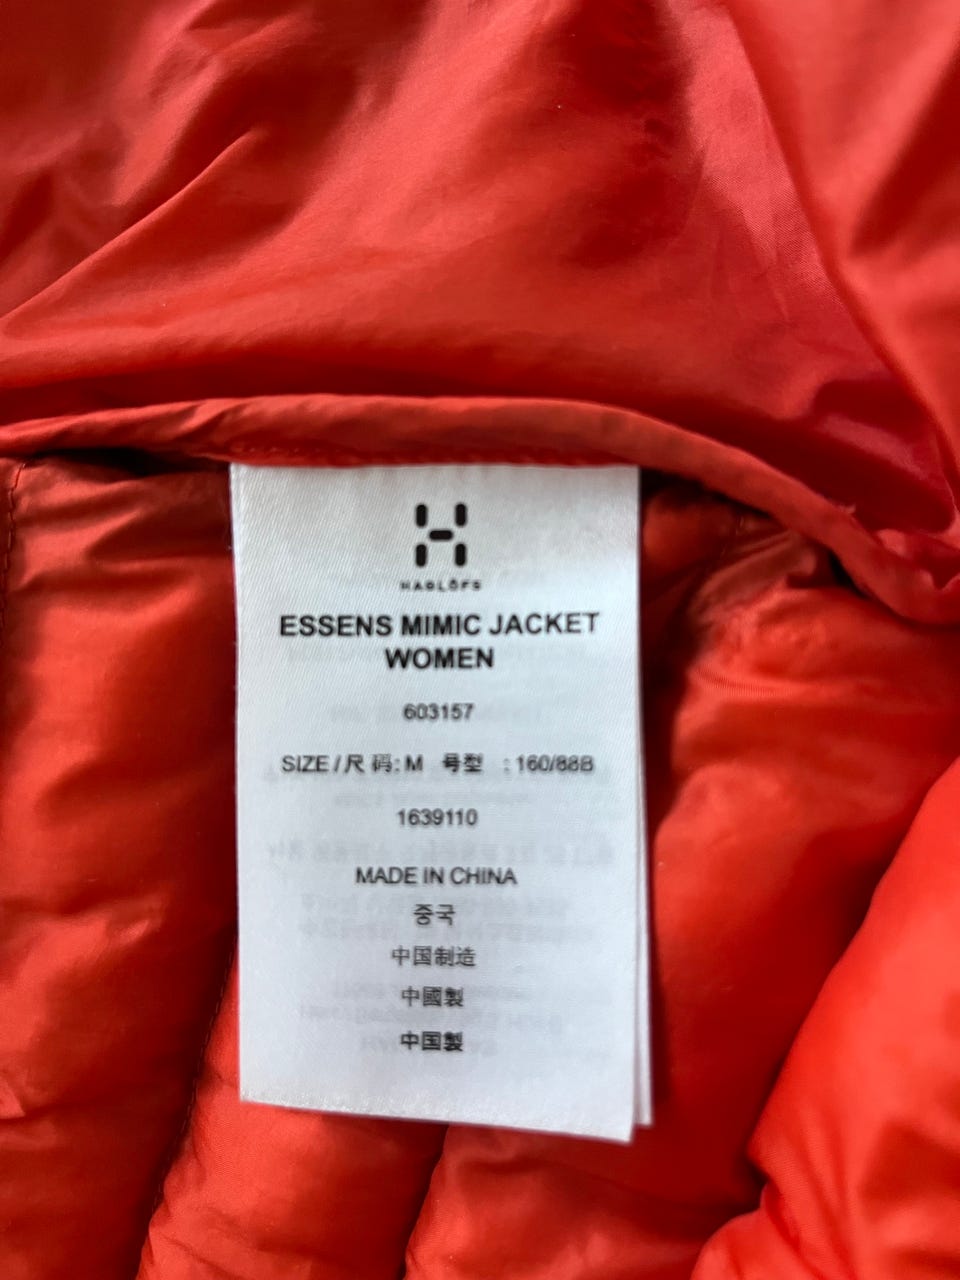 HAGLÖFS
ESSENS MIMIC JACKET
WOMEN
603157
SIZE / 尺 码: M 号型 : 160/88B
1639110
MADE IN CHINA
중국
中国制造
中國製
中国製